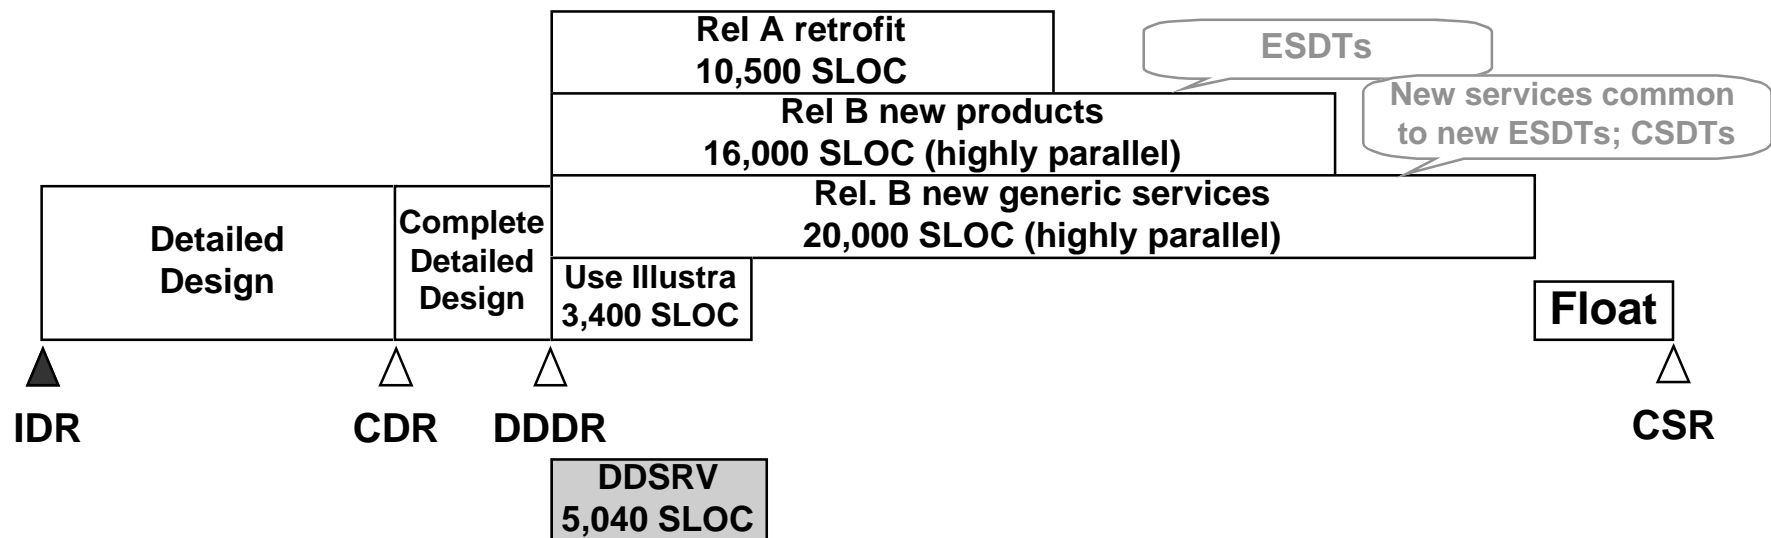 Rel A retrofit
10,500 SLOC
ESDTs
New services common
to new ESDTs; CSDTs
Rel B new products
16,000 SLOC (highly parallel)
Rel. B new generic services
20,000 SLOC (highly parallel)
Detailed
Design
Complete
Detailed
Design
Use Illustra
3,400 SLOC
Float
IDR
CDR
DDDR
CSR
DDSRV
5,040 SLOC